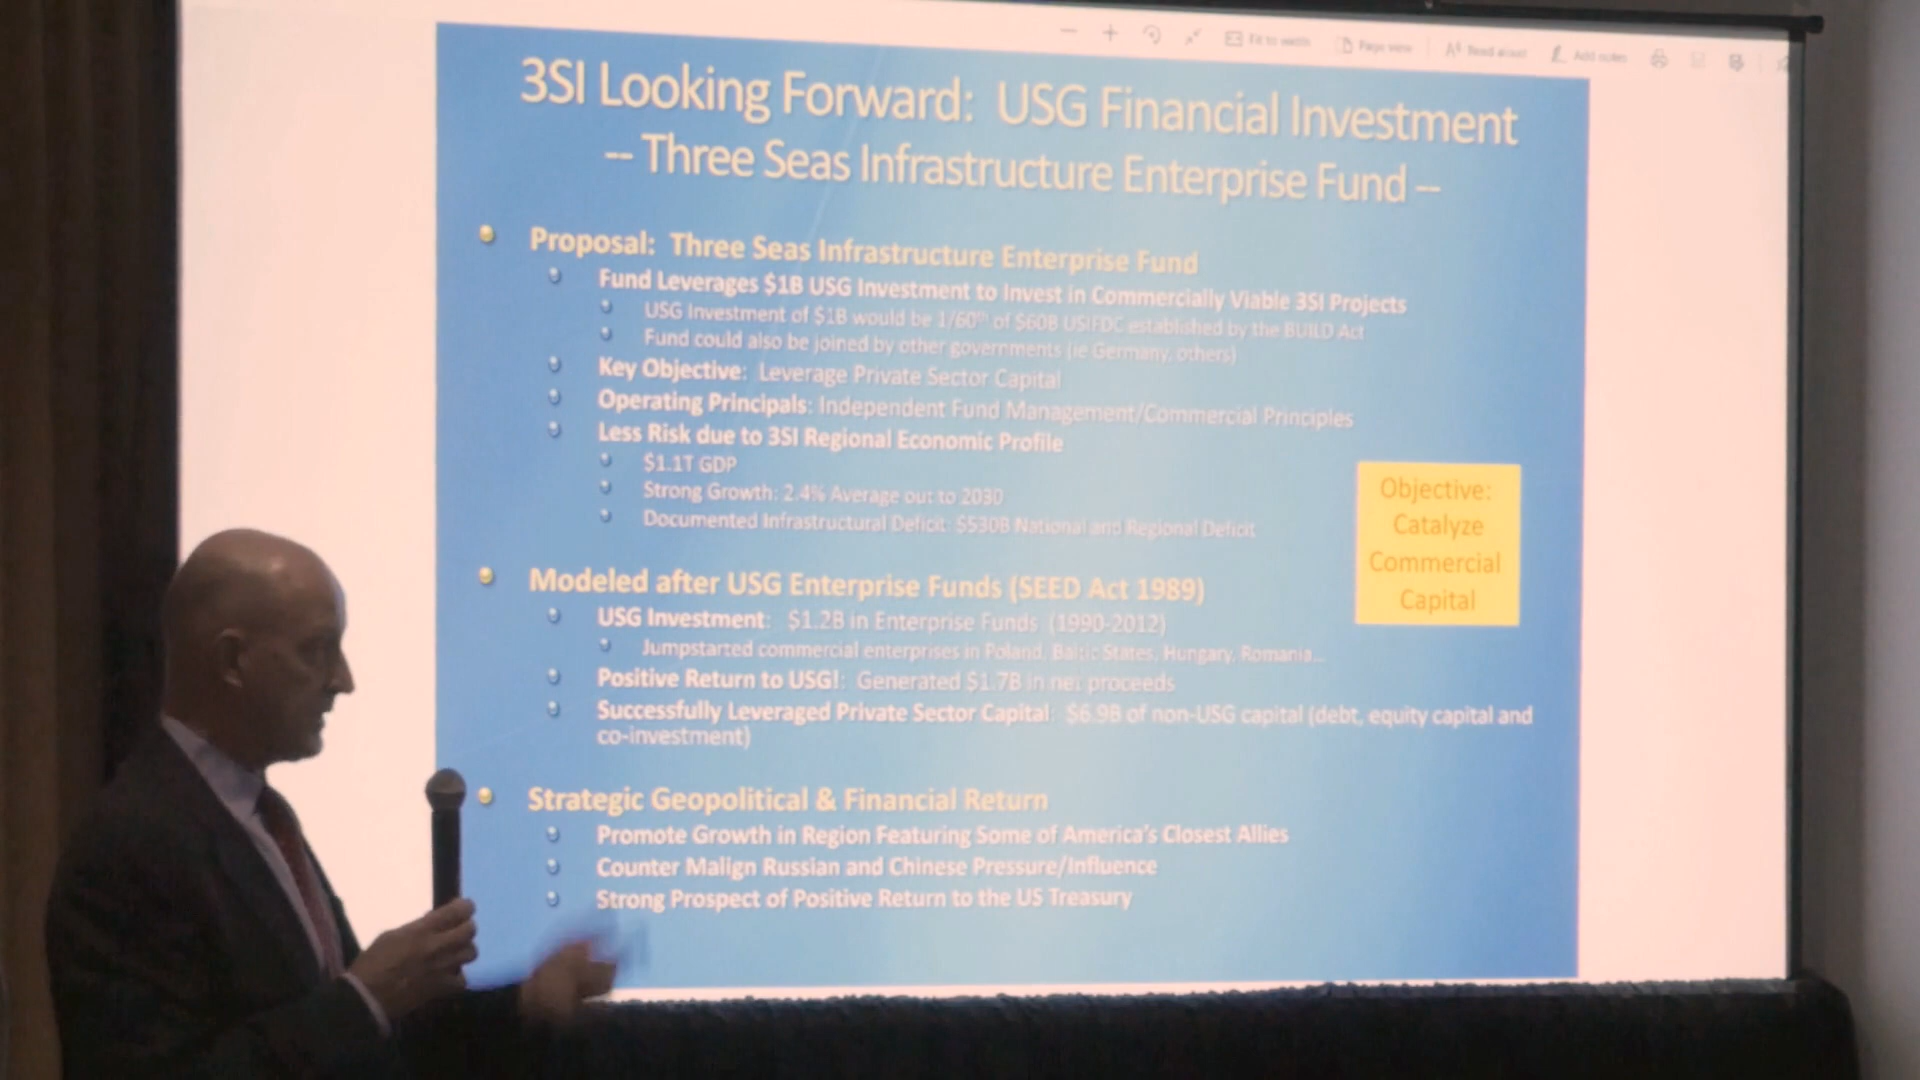 Fit to width Page view Read aloud Add notes
3SI Looking Forward: USG Financial Investment
-- Three Seas Infrastructure Enterprise Fund --
Proposal: Three Seas Infrastructure Enterprise Fund
Fund Leverages $1B USG Investment to Invest in Commercially Viable 3SI Projects
USG Investment of $1B would be 1/60th of $60B USIFDC established by the BUILD Act
Fund could also be joined by other governments (ie Germany, others)
Key Objective: Leverage Private Sector Capital
Operating Principals: Independent Fund Management/Commercial Principles
Less Risk due to 3SI Regional Economic Profile
$1.1T GDP
Strong Growth: 2.4% Average out to 2030
Documented Infrastructural Deficit: $530B National and Regional Deficit
Objective:
Catalyze
Commercial
Capital
Modeled after USG Enterprise Funds (SEED Act 1989)
USG Investment: $1.2B in Enterprise Funds (1990-2012)
Jumpstarted commercial enterprises in Poland, Baltic States, Hungary, Romania...
Positive Return to USG!: Generated $1.7B in net proceeds
Successfully Leveraged Private Sector Capital: $6.9B of non-USG capital (debt, equity capital and
co-investment)
Strategic Geopolitical & Financial Return
Promote Growth in Region Featuring Some of America's Closest Allies
Counter Malign Russian and Chinese Pressure/Influence
Strong Prospect of Positive Return to the US Treasury